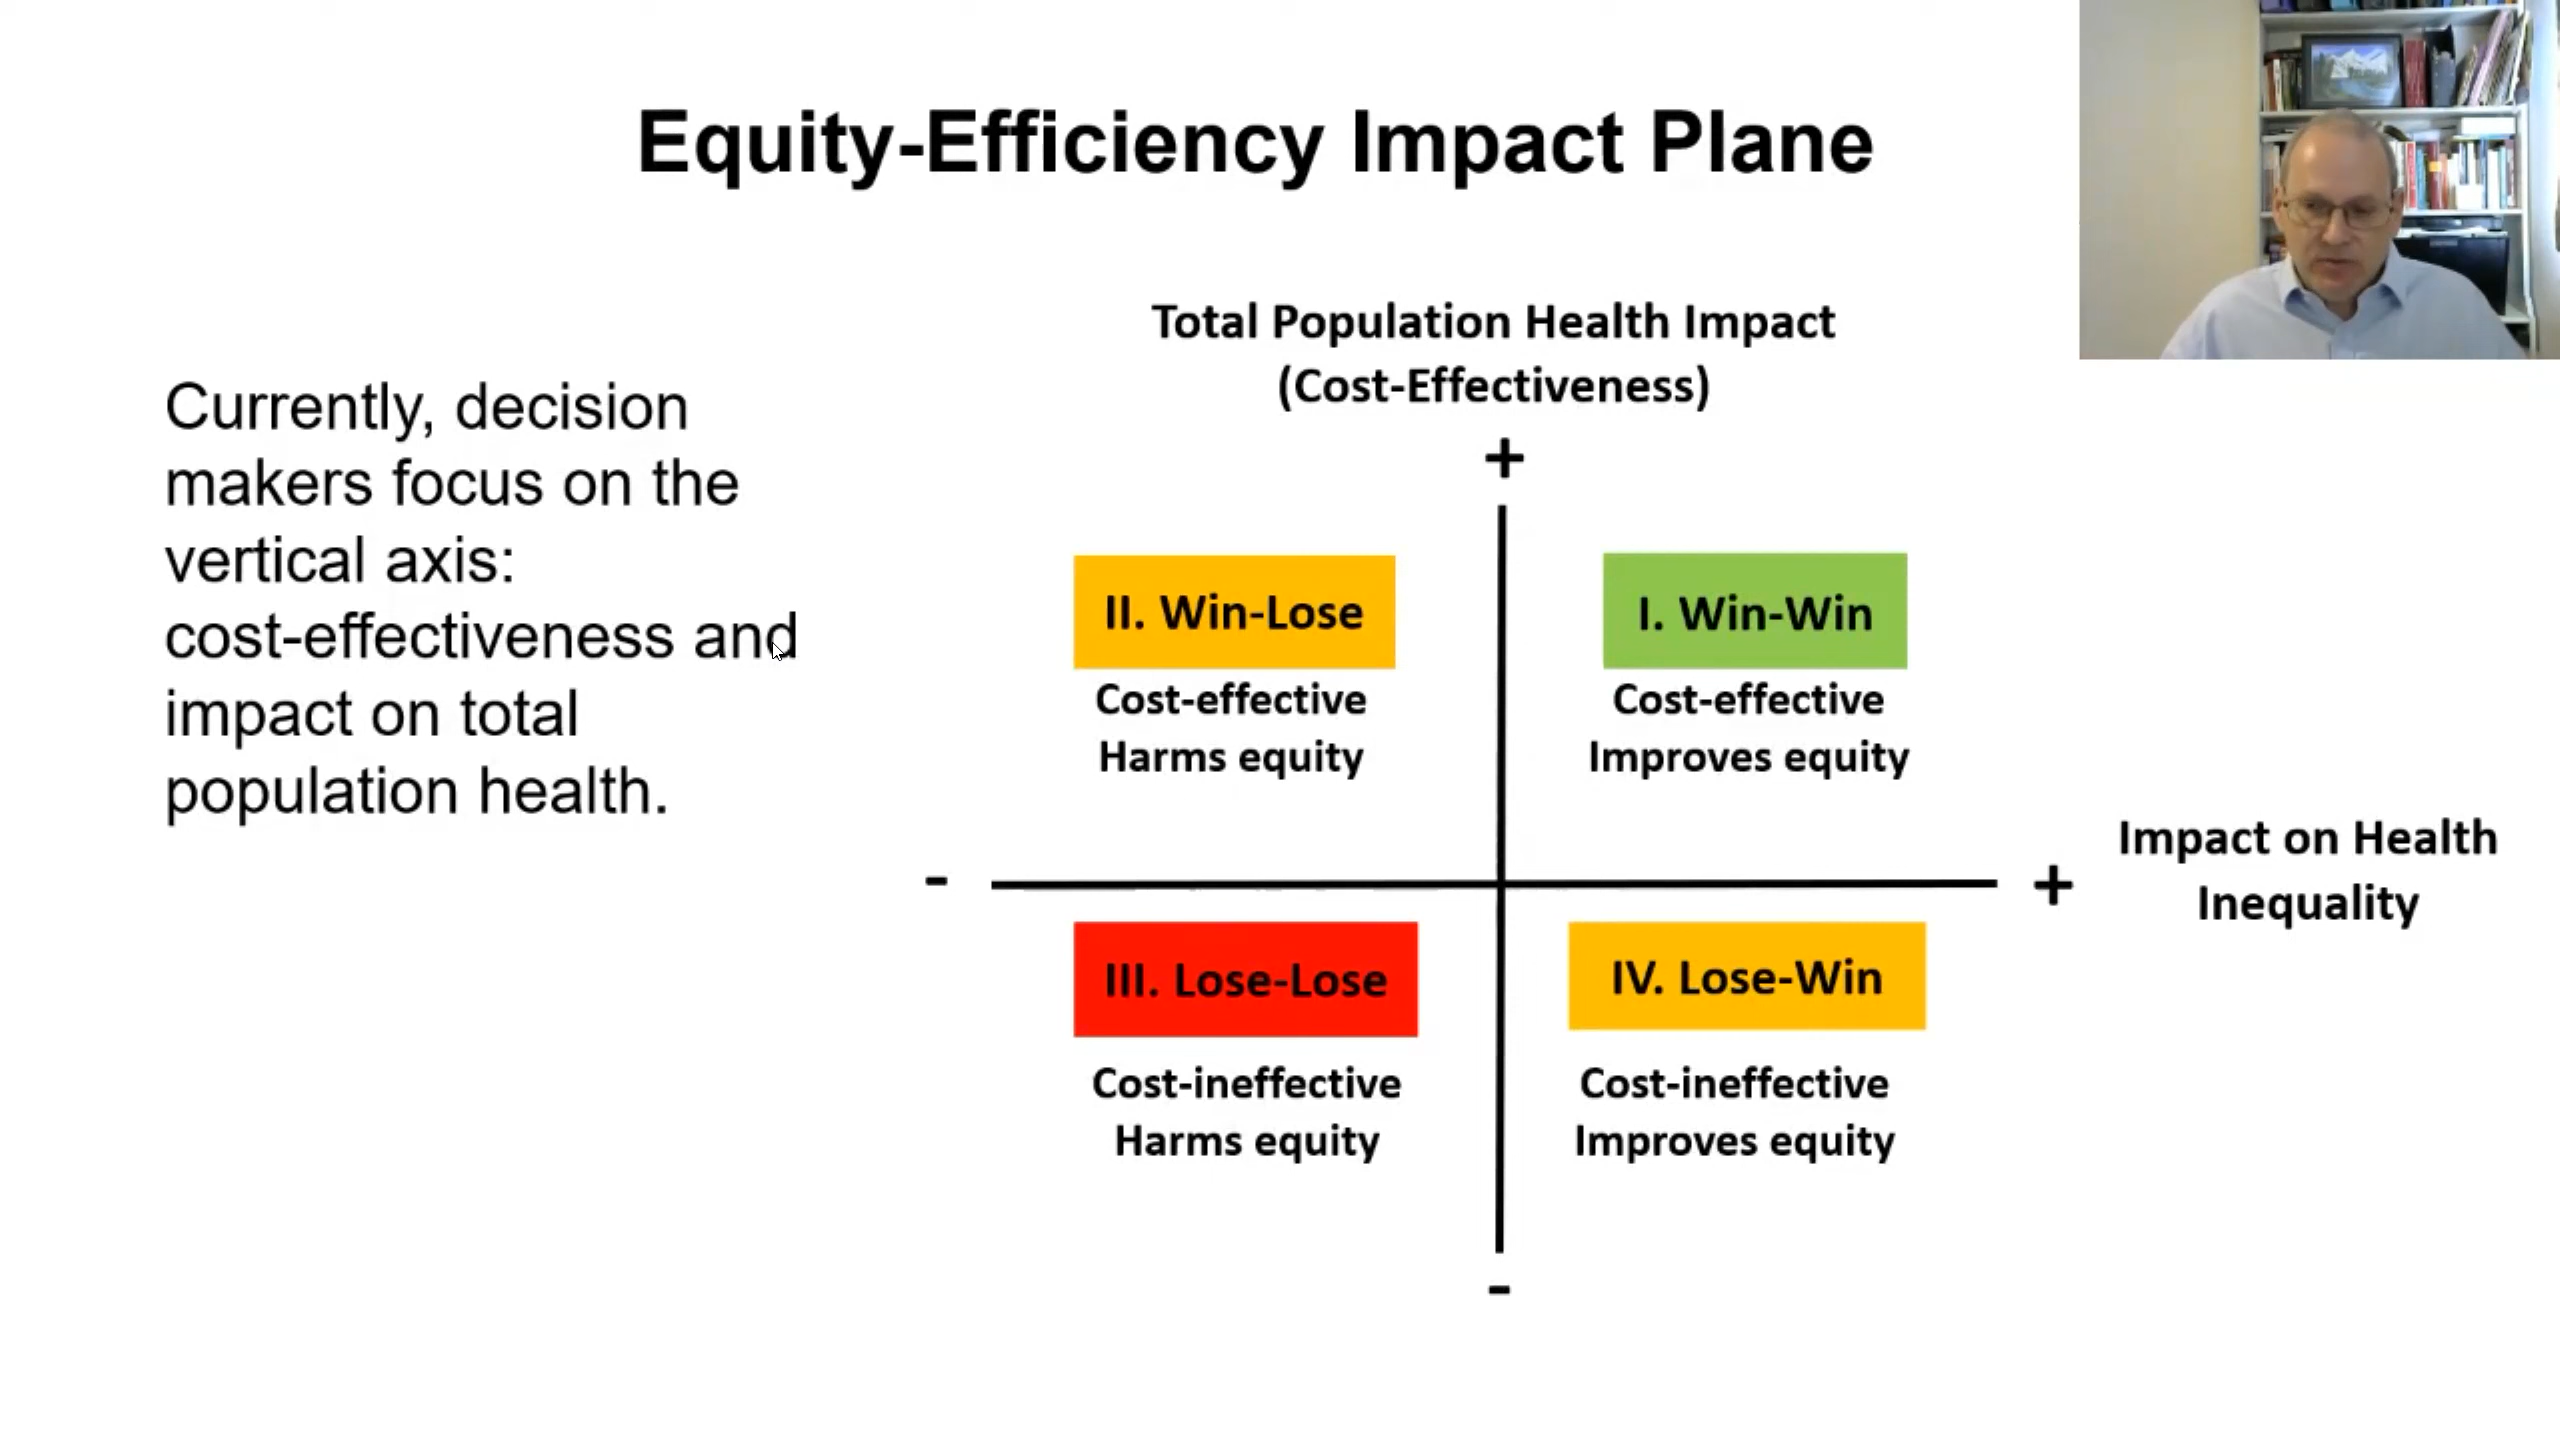 Equity-Efficiency Impact Plane
Currently, decision
makers focus on the
vertical axis:
cost-effectiveness and
impact on total
population health.
Total Population Health Impact
(Cost-Effectiveness)
+
II. Win-Lose
Cost-effective
Harms equity
I. Win-Win
Cost-effective
Improves equity
-
+
Impact on Health
Inequality
III. Lose-Lose
Cost-ineffective
Harms equity
IV. Lose-Win
Cost-ineffective
Improves equity
-